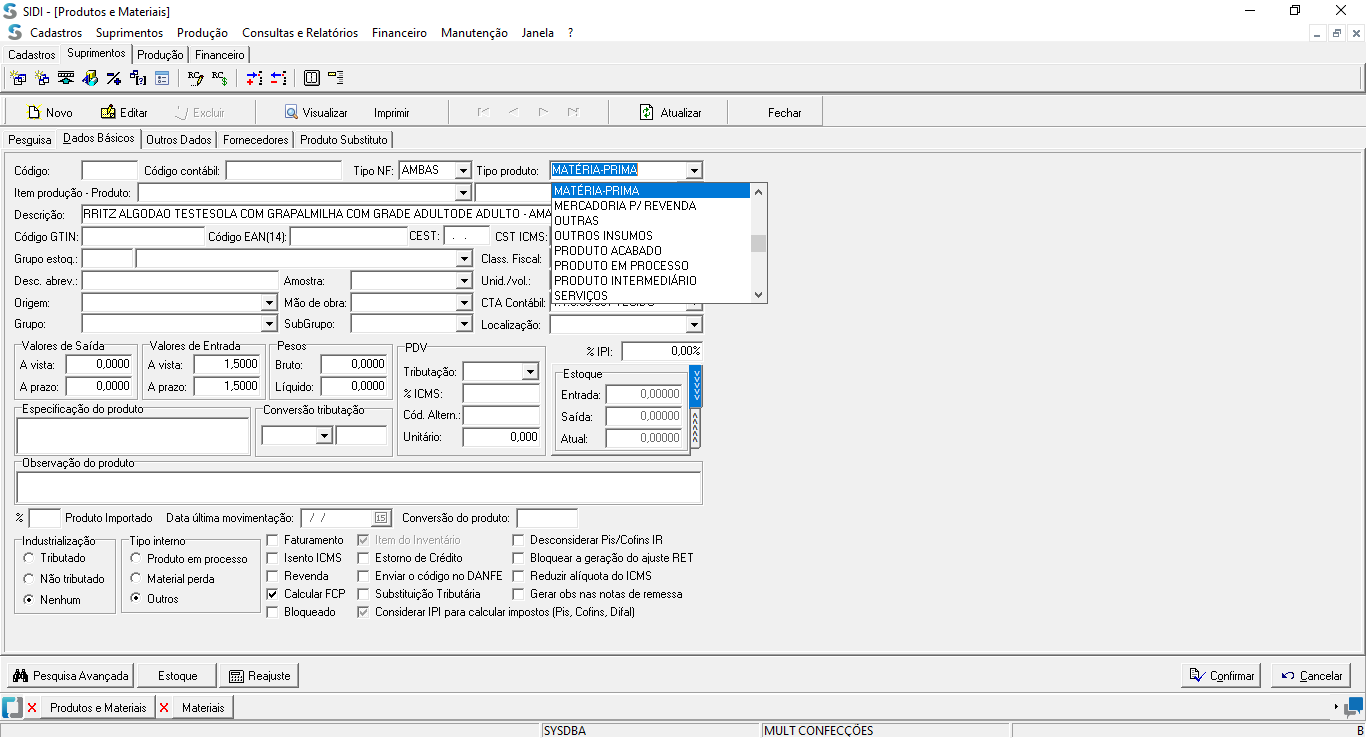 SIDI - [Produtos e Materiais]
Cadastros Suprimentos Produção Consultas e Relatórios Financeiro Manutenção Janela ?
Cadastros Suprimentos Produção Financeiro
Novo Editar Excluir Visualizar Imprimir Atualizar Fechar
Pesquisa Dados Básicos Outros Dados Fornecedores Produto Substituto
Código: Código contábil: Tipo NF: AMBAS Tipo produto: MATÉRIA-PRIMA
Item produção - Produto:
MATÉRIA-PRIMA
MERCADORIA P/ REVENDA
OUTRAS
OUTROS INSUMOS
PRODUTO ACABADO
PRODUTO EM PROCESSO
PRODUTO INTERMEDIÁRIO
SERVIÇOS
Descrição: RRITZ ALGODAO TESTESOLA COM GRAPALMILHA COM GRADE ADULTODE ADULTO - AMA
Código GTIN: Código EAN(14): CEST: . . CST ICMS:
Grupo estoq.: Class. Fiscal:
Desc. abrev.: Amostra: Unid./vol.:
Origem: Mão de obra: CTA Contábil:
Grupo: SubGrupo: Localização:
Valores de Saída Valores de Entrada Pesos PDV % IPI: 0,00%
A vista: 0,0000 A vista: 1,5000 Bruto: 0,0000
A prazo: 0,0000 A prazo: 1,5000 Líquido: 0,0000
Tributação:
% ICMS:
Cód. Altern.:
Unitário: 0,000
Estoque
Entrada: 0,00000
Saída: 0,00000
Atual: 0,00000
Especificação do produto Conversão tributação
Observação do produto
% Produto Importado Data última movimentação: / / 15 Conversão do produto:
Industrialização
Tributado
Não tributado
Nenhum
Tipo interno
Produto em processo
Material perda
Outros
Faturamento Item do Inventário Desconsiderar Pis/Cofins IR
Isento ICMS Estorno de Crédito Bloquear a geração do ajuste RET
Revenda Enviar o código no DANFE Reduzir alíquota do ICMS
Calcular FCP Substituição Tributária Gerar obs nas notas de remessa
Bloqueado Considerar IPI para calcular impostos (Pis, Cofins, Difal)
Pesquisa Avançada Estoque Reajuste Confirmar Cancelar
Produtos e Materiais Materiais
SYSDBA MULT CONFECÇÕES B